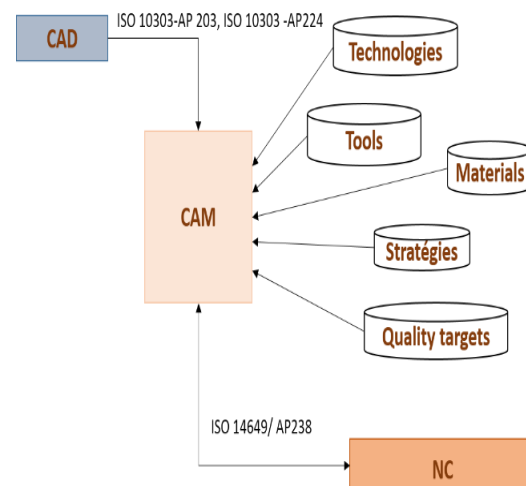 ISO 10303-AP 203, ISO 10303 -AP224
CAD
Technologies
Tools
Materials
CAM
Stratégies
Quality targets
ISO 14649/ AP238
NC